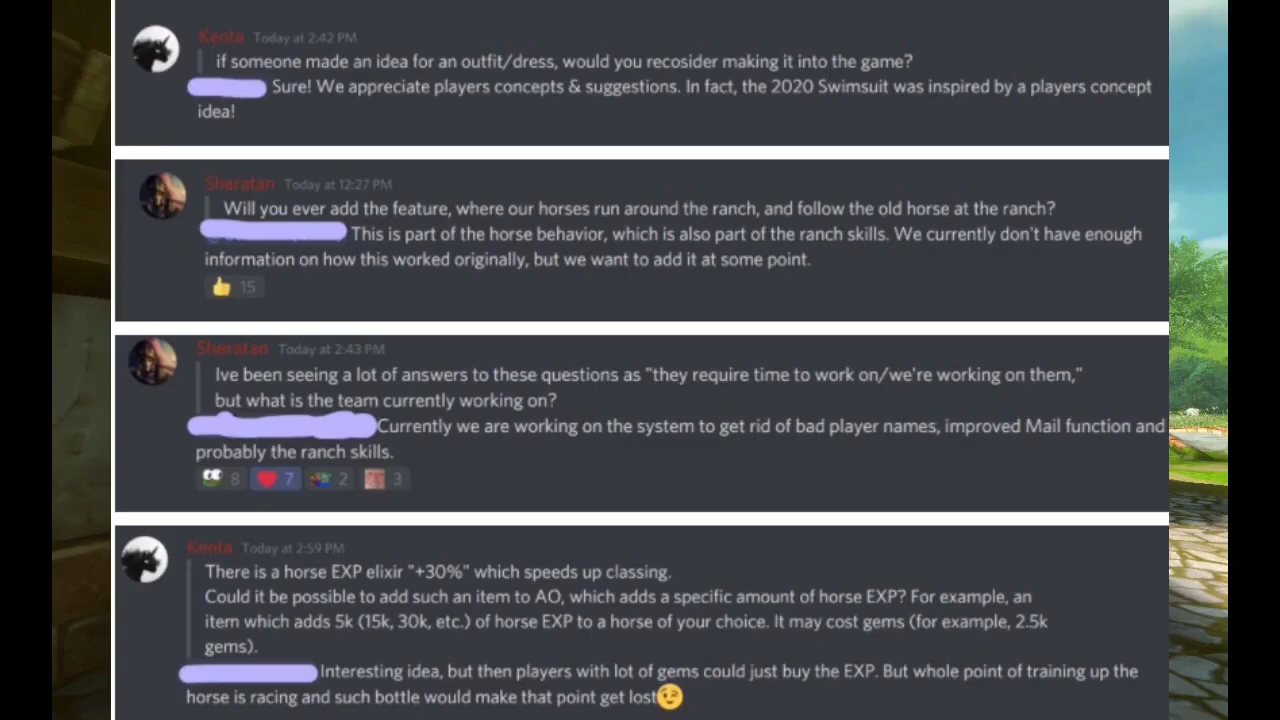 Kenta Today at 2:42 PM
if someone made an idea for an outfit/dress, would you recosider making it into the game?
Sure! We appreciate players concepts & suggestions. In fact, the 2020 Swimsuit was inspired by a players concept
idea!
Sheratan Today at 12:27 PM
Will you ever add the feature, where our horses run around the ranch, and follow the old horse at the ranch?
This is part of the horse behavior, which is also part of the ranch skills. We currently don't have enough
information on how this worked originally, but we want to add it at some point.
15
Sheratan Today at 2:43 PM
Ive been seeing a lot of answers to these questions as "they require time to work on/we're working on them,"
but what is the team currently working on?
Currently we are working on the system to get rid of bad player names, improved Mail function and
probably the ranch skills.
8 7 2 3
Kenta Today at 2:59 PM
There is a horse EXP elixir "+30%" which speeds up classing.
Could it be possible to add such an item to AO, which adds a specific amount of horse EXP? For example, an
item which adds 5k (15k, 30k, etc.) of horse EXP to a horse of your choice. It may cost gems (for example, 2.5k
gems).
Interesting idea, but then players with lot of gems could just buy the EXP. But whole point of training up the
horse is racing and such bottle would make that point get lost